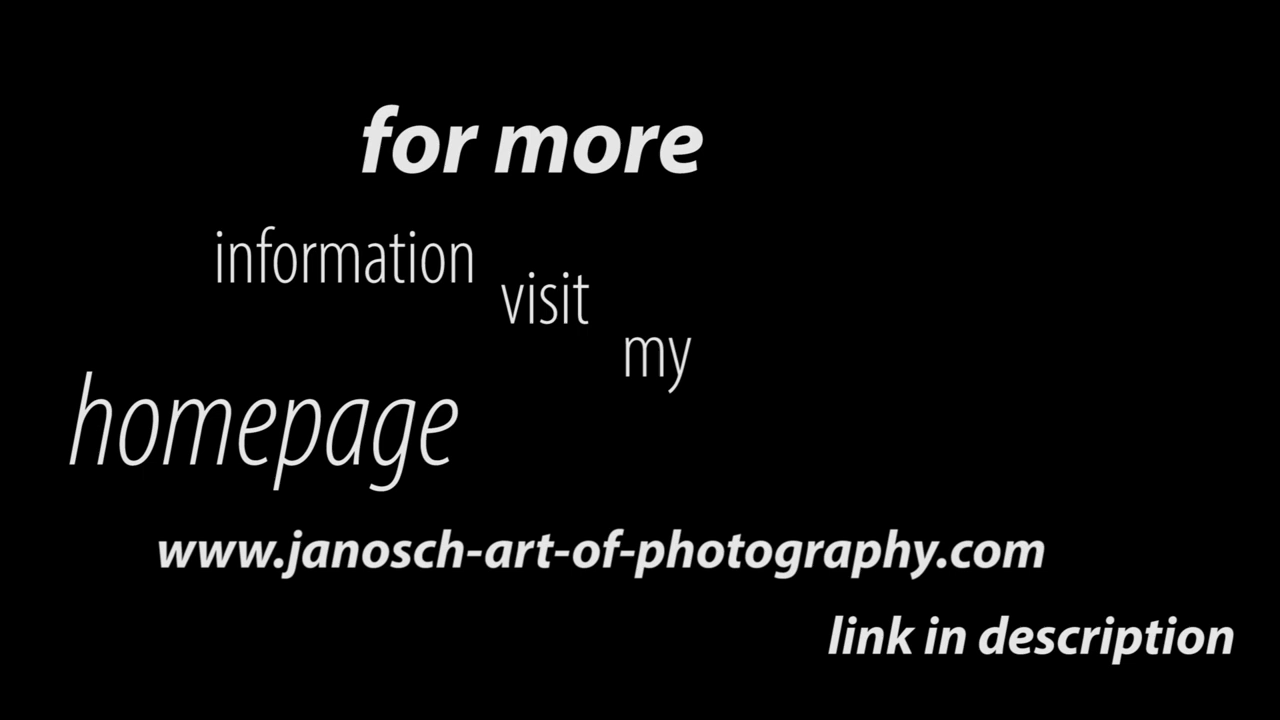 for more
information
visit
my
homepage
www.janosch-art-of-photography.com
link in description